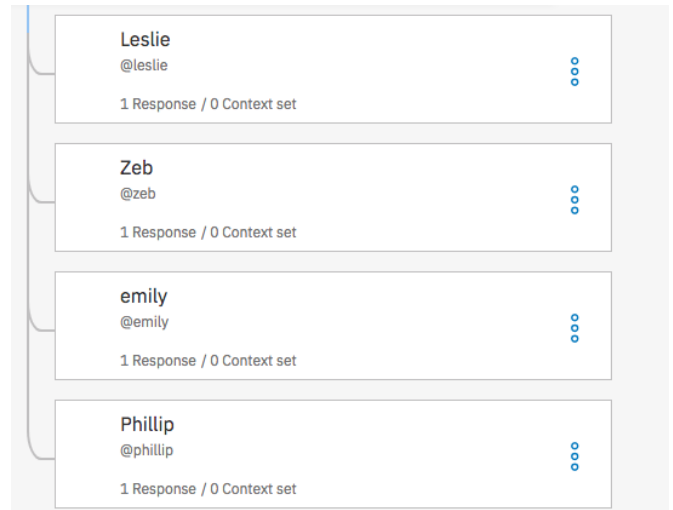 Leslie
@leslie
1 Response / 0 Context set
Zeb
@zeb
1 Response / 0 Context set
emily
@emily
1 Response / 0 Context set
Phillip
@phillip
1 Response / 0 Context set